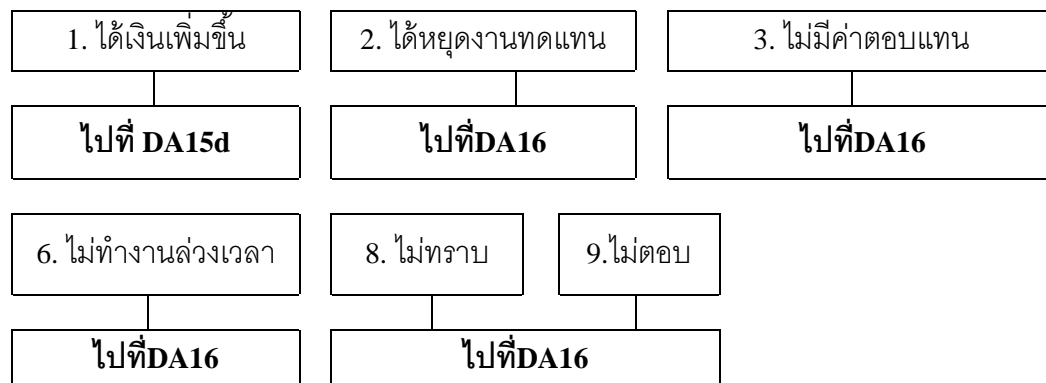 1. ได้เงินเพิ่มขึ้น
2. ได้หยุดงานทดแทน
3. ไม่มีค่าตอบแทน
ไปที่ DA15d
ไปที่DA16
ไปที่DA16
6. ไม่ทำงานล่วงเวลา
8. ไม่ทราบ
9.ไม่ตอบ
ไปที่DA16
ไปที่DA16